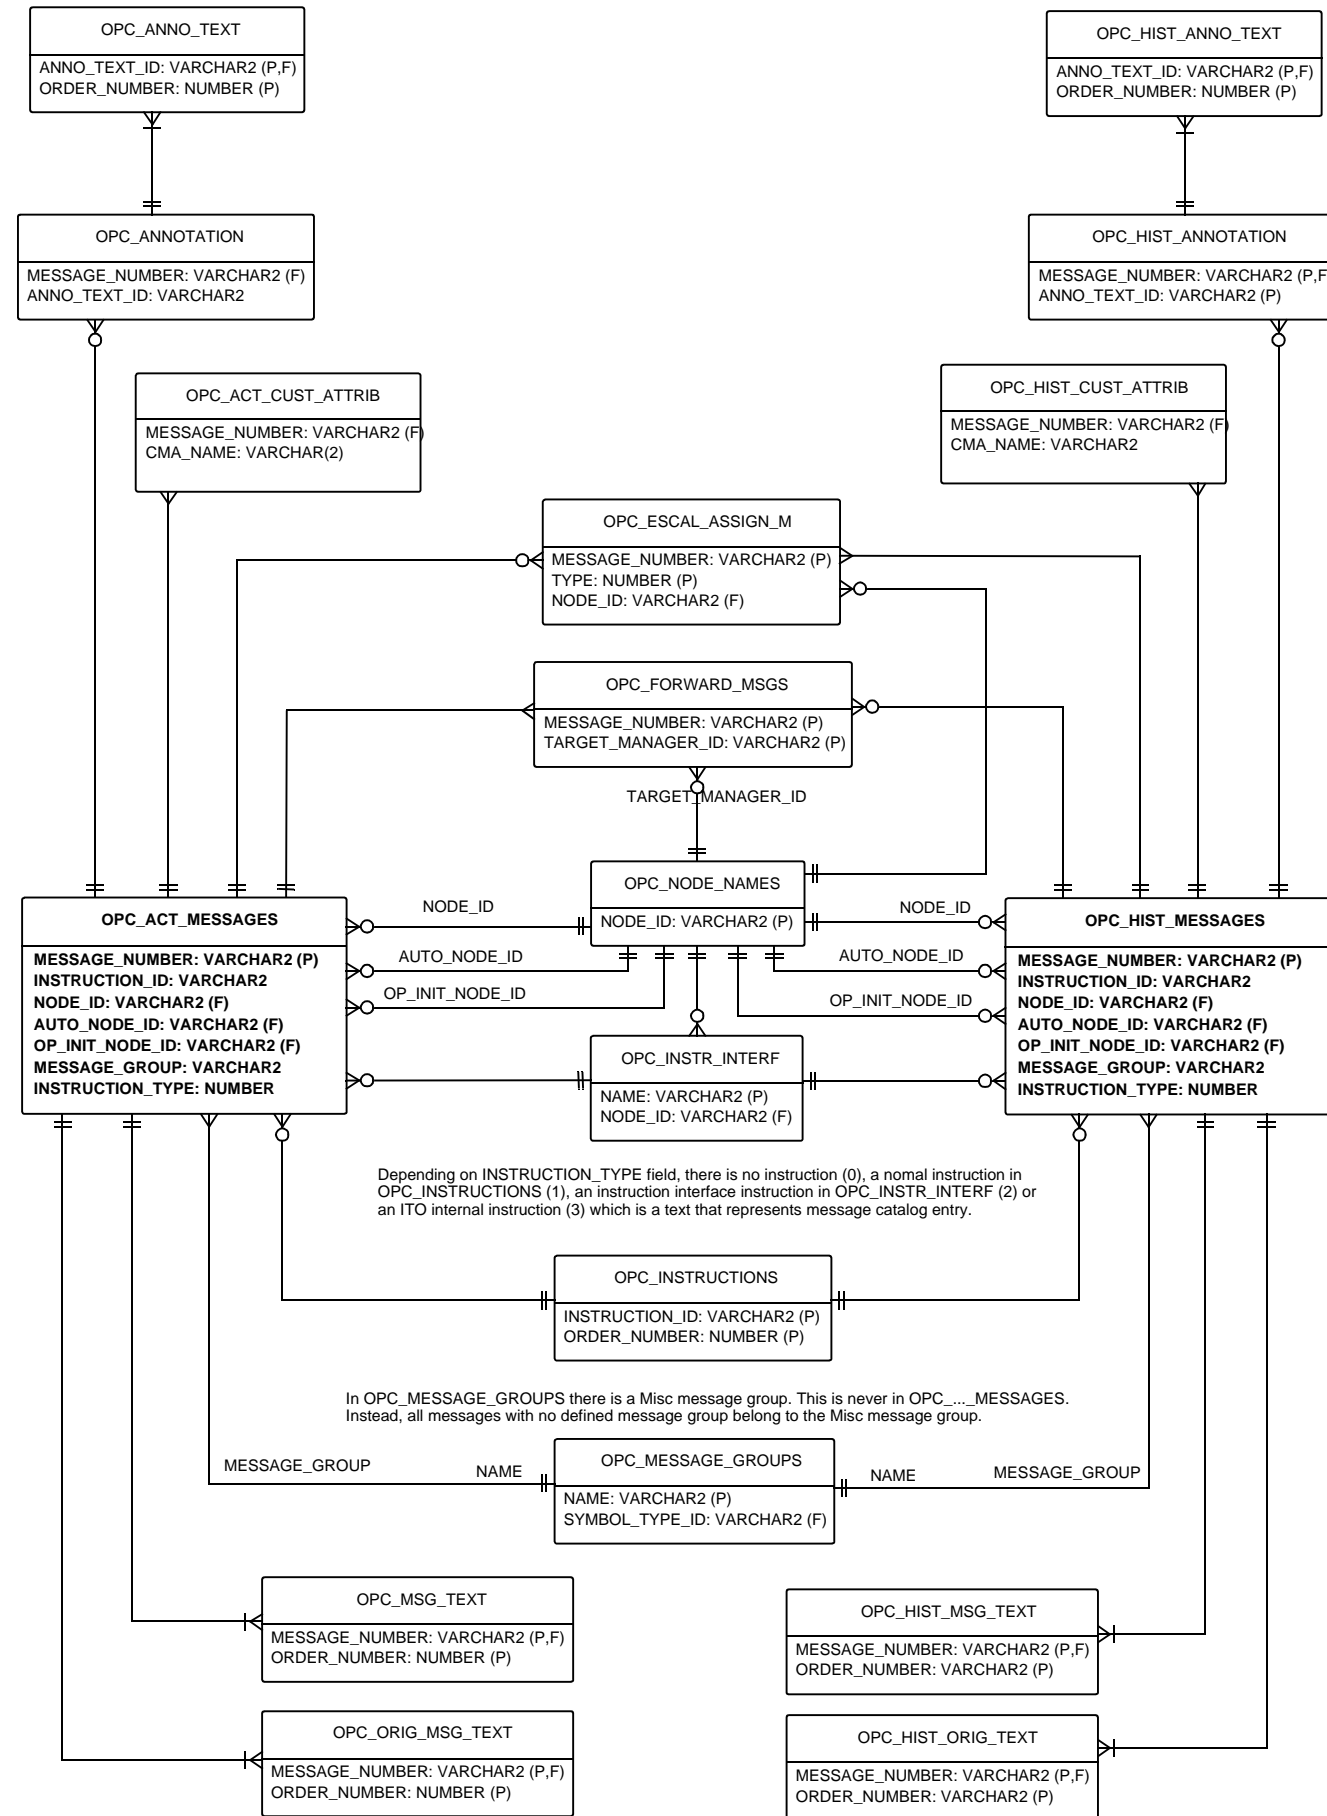 OPC_ANNO_TEXT
ANNO_TEXT_ID: VARCHAR2 (P,F)
ORDER_NUMBER: NUMBER (P)
OPC_HIST_ANNO_TEXT
ANNO_TEXT_ID: VARCHAR2 (P,F)
ORDER_NUMBER: NUMBER (P)
OPC_ANNOTATION
MESSAGE_NUMBER: VARCHAR2 (F)
ANNO_TEXT_ID: VARCHAR2
OPC_HIST_ANNOTATION
MESSAGE_NUMBER: VARCHAR2 (P,F
ANNO_TEXT_ID: VARCHAR2 (P)
OPC_ACT_CUST_ATTRIB
MESSAGE_NUMBER: VARCHAR2 (F)
CMA_NAME: VARCHAR(2)
OPC_HIST_CUST_ATTRIB
MESSAGE_NUMBER: VARCHAR2 (F)
CMA_NAME: VARCHAR2
OPC_ESCAL_ASSIGN_M
MESSAGE_NUMBER: VARCHAR2 (P)
TYPE: NUMBER (P)
NODE_ID: VARCHAR2 (F)
OPC_FORWARD_MSGS
MESSAGE_NUMBER: VARCHAR2 (P)
TARGET_MANAGER_ID: VARCHAR2 (P)
TARGET_MANAGER_ID
OPC_NODE_NAMES
NODE_ID: VARCHAR2 (P)
OPC_ACT_MESSAGES
MESSAGE_NUMBER: VARCHAR2 (P)
INSTRUCTION_ID: VARCHAR2
NODE_ID: VARCHAR2 (F)
AUTO_NODE_ID: VARCHAR2 (F)
OP_INIT_NODE_ID: VARCHAR2 (F)
MESSAGE_GROUP: VARCHAR2
INSTRUCTION_TYPE: NUMBER
NODE_ID
AUTO_NODE_ID
OP_INIT_NODE_ID
NODE_ID
AUTO_NODE_ID
OP_INIT_NODE_ID
OPC_HIST_MESSAGES
MESSAGE_NUMBER: VARCHAR2 (P)
INSTRUCTION_ID: VARCHAR2
NODE_ID: VARCHAR2 (F)
AUTO_NODE_ID: VARCHAR2 (F)
OP_INIT_NODE_ID: VARCHAR2 (F)
MESSAGE_GROUP: VARCHAR2
INSTRUCTION_TYPE: NUMBER
OPC_INSTR_INTERF
NAME: VARCHAR2 (P)
NODE_ID: VARCHAR2 (F)
Depending on INSTRUCTION_TYPE field, there is no instruction (0), a nomal instruction in
OPC_INSTRUCTIONS (1), an instruction interface instruction in OPC_INSTR_INTERF (2) or
an ITO internal instruction (3) which is a text that represents message catalog entry.
OPC_INSTRUCTIONS
INSTRUCTION_ID: VARCHAR2 (P)
ORDER_NUMBER: NUMBER (P)
In OPC_MESSAGE_GROUPS there is a Misc message group. This is never in OPC_..._MESSAGES.
Instead, all messages with no defined message group belong to the Misc message group.
MESSAGE_GROUP
NAME
OPC_MESSAGE_GROUPS
NAME: VARCHAR2 (P)
SYMBOL_TYPE_ID: VARCHAR2 (F)
NAME
MESSAGE_GROUP
OPC_MSG_TEXT
MESSAGE_NUMBER: VARCHAR2 (P,F)
ORDER_NUMBER: NUMBER (P)
OPC_HIST_MSG_TEXT
MESSAGE_NUMBER: VARCHAR2 (P,F)
ORDER_NUMBER: VARCHAR2 (P)
OPC_ORIG_MSG_TEXT
MESSAGE_NUMBER: VARCHAR2 (P,F)
ORDER_NUMBER: NUMBER (P)
OPC_HIST_ORIG_TEXT
MESSAGE_NUMBER: VARCHAR2 (P,F)
ORDER_NUMBER: VARCHAR2 (P)